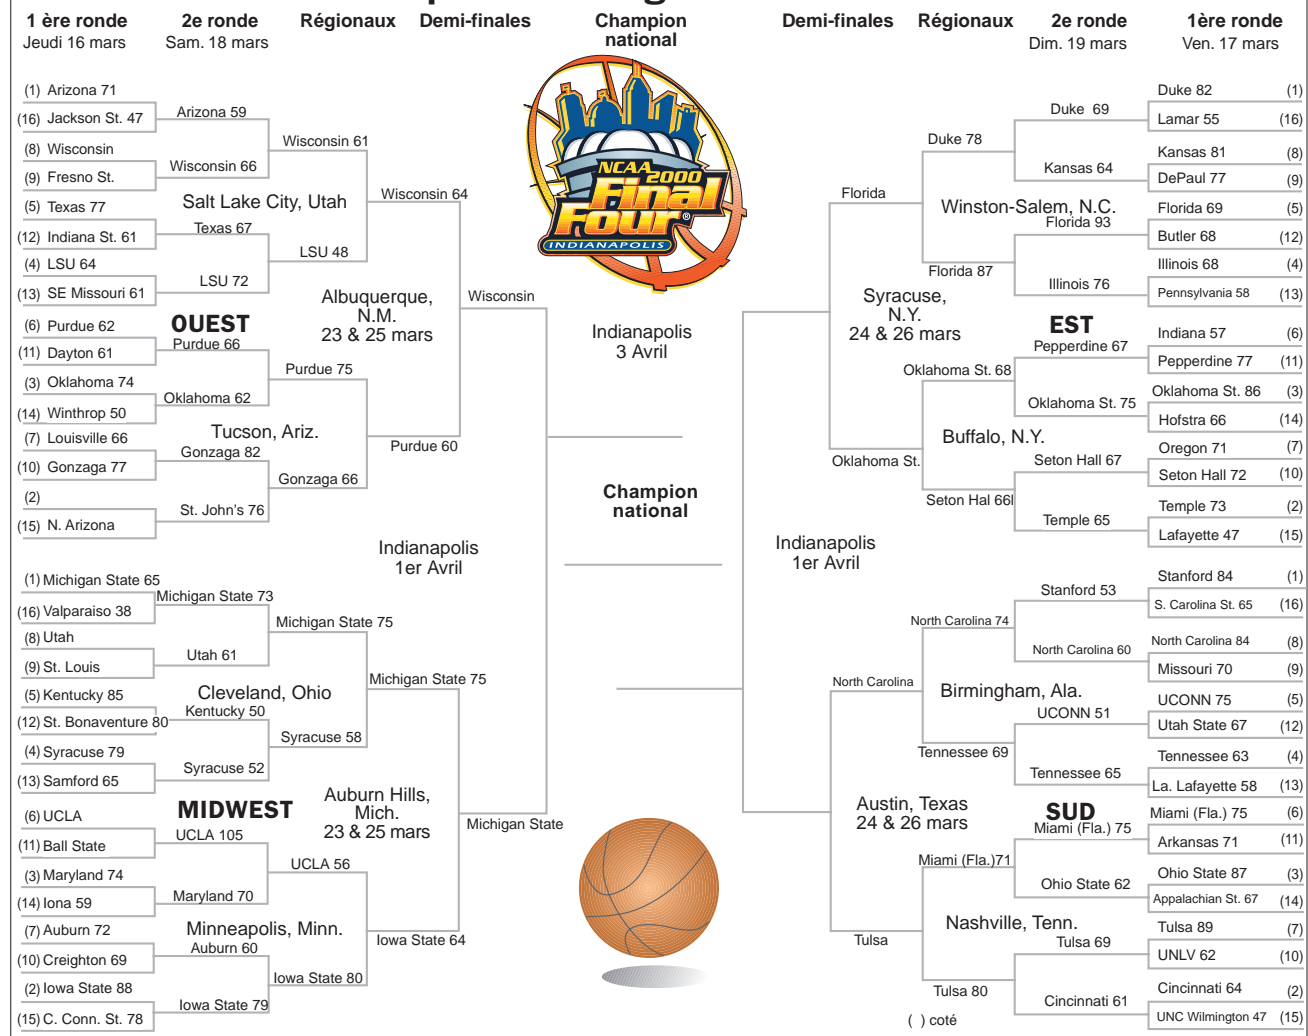 1 ère ronde
Jeudi 16 mars
2e ronde
Sam. 18 mars
Régionaux
Demi-finales
Champion
national
Demi-finales
Régionaux
2e ronde
Dim. 19 mars
1ère ronde
Ven. 17 mars
(1) Arizona 71
(16) Jackson St. 47
(8) Wisconsin
(9) Fresno St.
(5) Texas 77
(12) Indiana St. 61
(4) LSU 64
(13) SE Missouri 61
(6) Purdue 62
(11) Dayton 61
(3) Oklahoma 74
(14) Winthrop 50
(7) Louisville 66
(10) Gonzaga 77
(2)
(15) N. Arizona
Arizona 59
Wisconsin 66
Salt Lake City, Utah
Texas 67
LSU 72
OUEST
Purdue 66
Oklahoma 62
Tucson, Ariz.
Gonzaga 82
St. John's 76
Wisconsin 61
LSU 48
Albuquerque,
N.M.
23 & 25 mars
Purdue 75
Gonzaga 66
Wisconsin 64
Purdue 60
Wisconsin
Indianapolis
1er Avril
(1) Michigan State 65
(16) Valparaiso 38
(8) Utah
(9) St. Louis
(5) Kentucky 85
(12) St. Bonaventure 80
(4) Syracuse 79
(13) Samford 65
(6) UCLA
(11) Ball State
(3) Maryland 74
(14) Iona 59
(7) Auburn 72
(10) Creighton 69
(2) Iowa State 88
(15) C. Conn. St. 78
Michigan State 73
Utah 61
Cleveland, Ohio
Kentucky 50
Syracuse 52
MIDWEST
UCLA 105
Maryland 70
Minneapolis, Minn.
Auburn 60
Iowa State 79
Michigan State 75
Syracuse 58
Auburn Hills,
Mich.
23 & 25 mars
UCLA 56
Iowa State 80
Michigan State 75
Iowa State 64
Michigan State
NCAA 2000
Final
Four®
INDIANAPOLIS
Indianapolis
3 Avril
Champion
national
Florida
Oklahoma St.
Indianapolis
1er Avril
North Carolina
Tulsa
Duke 78
Florida 87
Syracuse,
N.Y.
24 & 26 mars
Oklahoma St. 68
Seton Hal 66l
Duke 69
Kansas 64
Winston-Salem, N.C.
Florida 93
Illinois 76
EST
Pepperdine 67
Oklahoma St. 75
Buffalo, N.Y.
Seton Hall 67
Temple 65
Duke 82 (1)
Lamar 55 (16)
Kansas 81 (8)
DePaul 77 (9)
Florida 69 (5)
Butler 68 (12)
Illinois 68 (4)
Pennsylvania 58 (13)
Indiana 57 (6)
Pepperdine 77 (11)
Oklahoma St. 86 (3)
Hofstra 66 (14)
Oregon 71 (7)
Seton Hall 72 (10)
Temple 73 (2)
Lafayette 47 (15)
North Carolina 74
Tennessee 69
Austin, Texas
24 & 26 mars
Miami (Fla.)71
Tulsa 80
Stanford 53
North Carolina 60
Birmingham, Ala.
UCONN 51
Tennessee 65
SUD
Miami (Fla.) 75
Ohio State 62
Nashville, Tenn.
Tulsa 69
Cincinnati 61
Stanford 84 (1)
S. Carolina St. 65 (16)
North Carolina 84 (8)
Missouri 70 (9)
UCONN 75 (5)
Utah State 67 (12)
Tennessee 63 (4)
La. Lafayette 58 (13)
Miami (Fla.) 75 (6)
Arkansas 71 (11)
Ohio State 87 (3)
Appalachian St. 67 (14)
Tulsa 89 (7)
UNLV 62 (10)
Cincinnati 64 (2)
UNC Wilmington 47 (15)
( ) coté